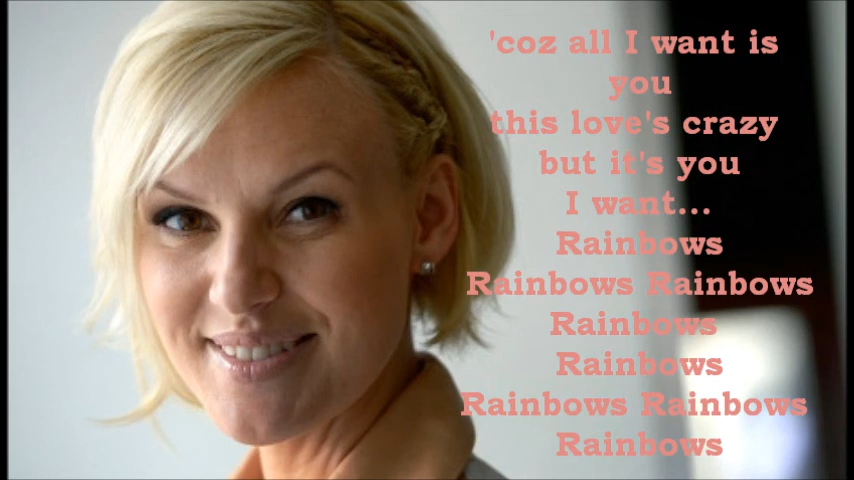 'coz all I want is
you
this love's crazy
but it's you
I want...
Rainbows
Rainbows Rainbows
Rainbows
Rainbows
Rainbows Rainbows
Rainbows